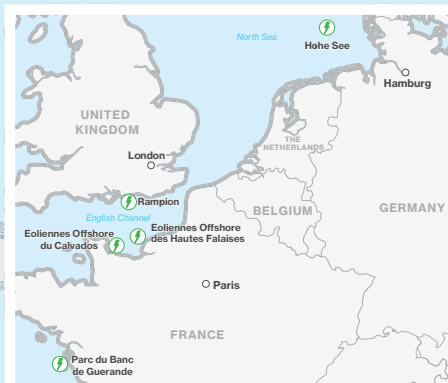 North Sea
Hohe See
Hamburg
UNITED
KINGDOM
THE
NETHERLANDS
London
Rampion
English Channel
BELGIUM
GERMANY
Eoliennes Offshore
du Calvados
Eoliennes Offshore
des Hautes Falaises
Paris
FRANCE
Parc du Banc
de Guerande